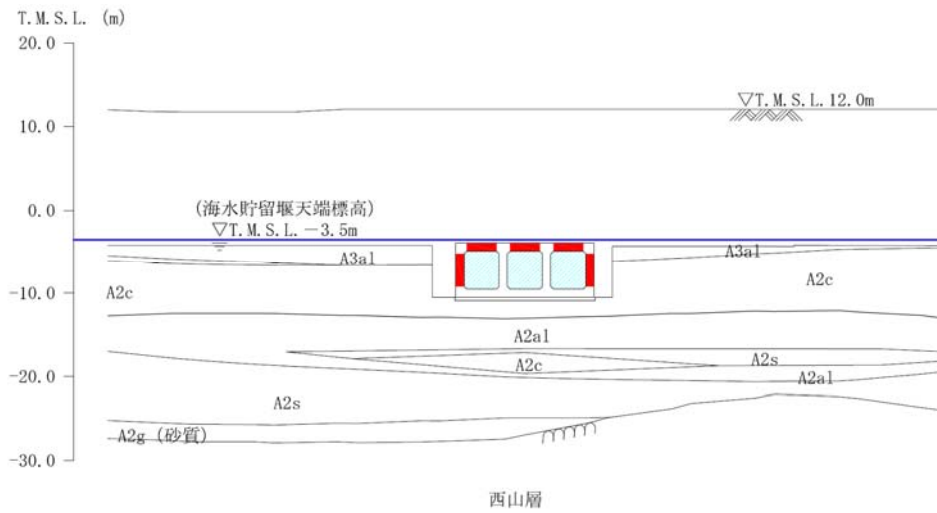 T.M.S.L. (m)
20.0
▽T.M.S.L.12.0m
10.0
0.0
(海水貯留堰天端標高)
▽T.M.S.L.－3.5m
A3al
A3al
A2c
-10.0
A2c
A2al
A2s
A2c
-20.0
A2al
A2s
A2g (砂質)
-30.0
西山層